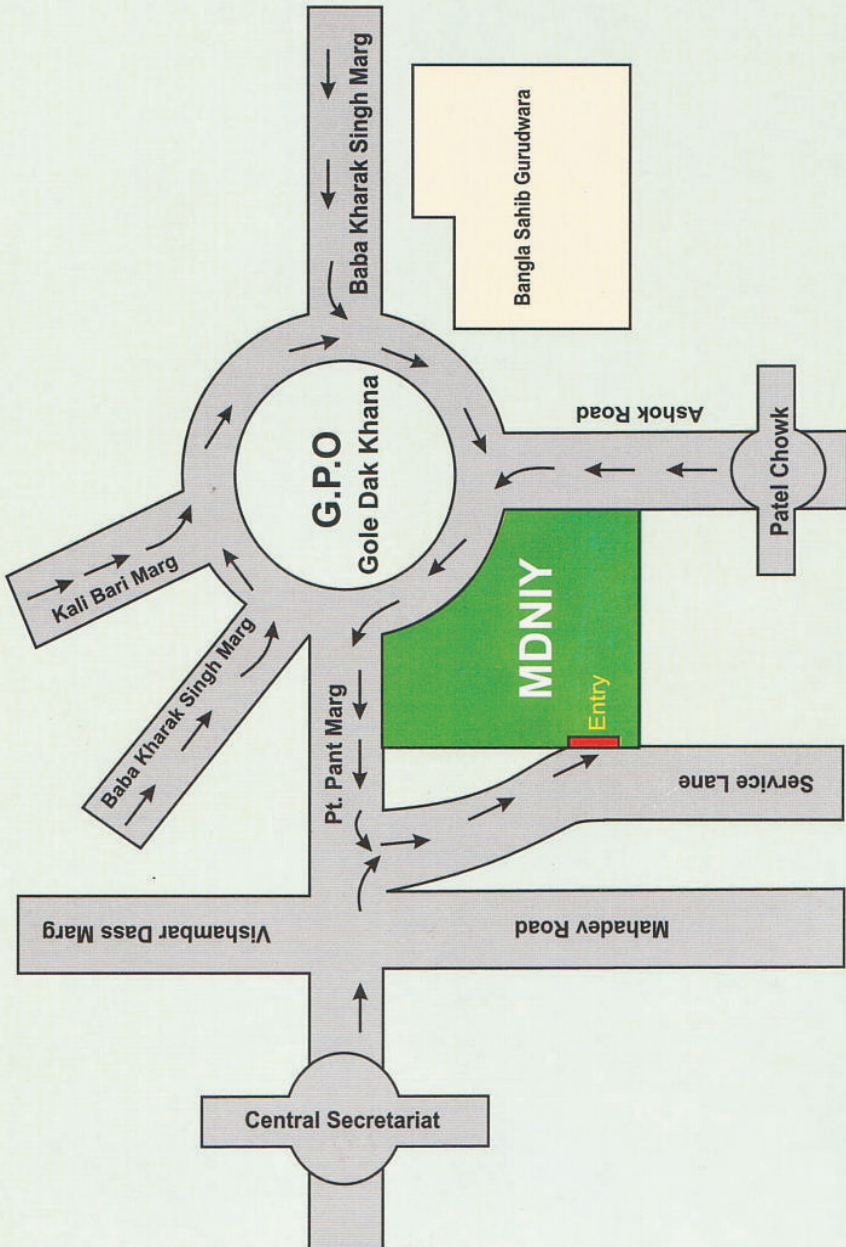 Baba Kharak Singh Marg
Bangla Sahib Gurudwara
G.P.O
Gole Dak Khana
Kali Bari Marg
Baba Kharak Singh Marg
Ashok Road
Patel Chowk
MDNIY
Entry
Pt. Pant Marg
Service Lane
Vishambar Dass Marg
Mahadev Road
Central Secretariat